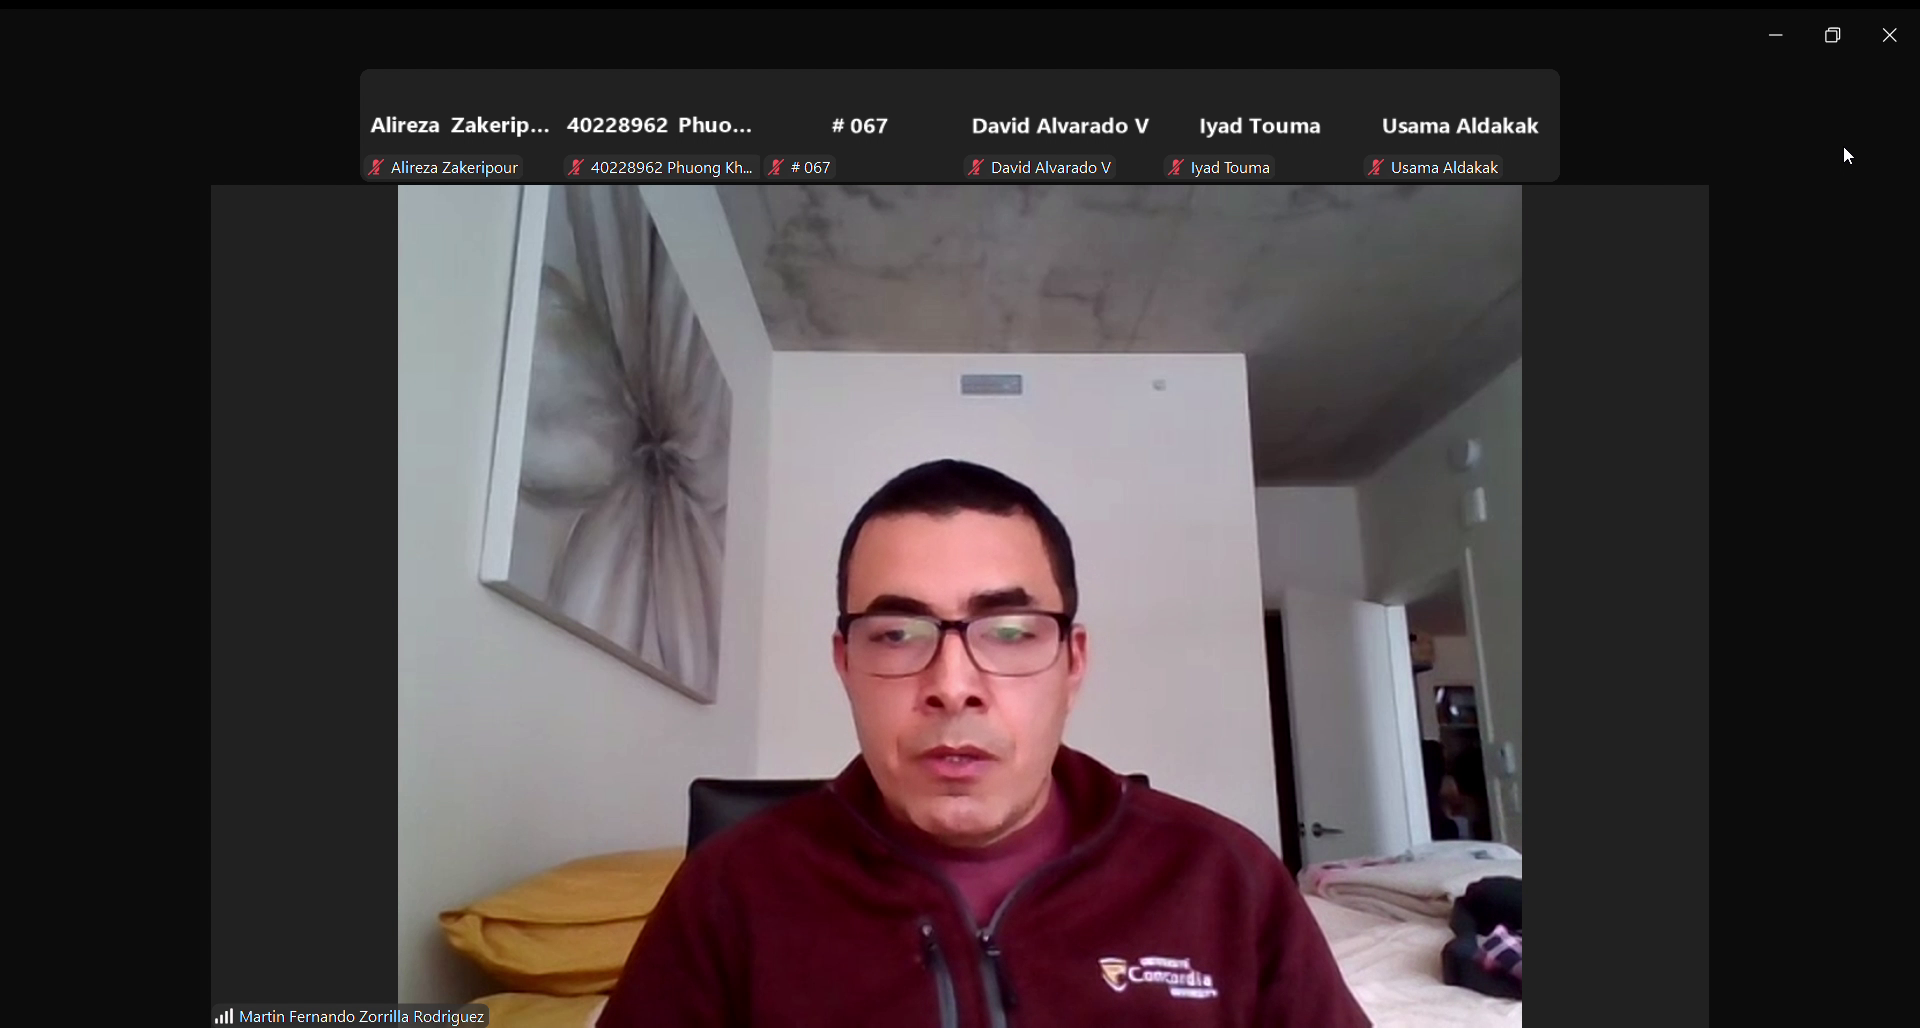 Alireza Zakerip...
40228962 Phuo...
# 067
David Alvarado V
Iyad Touma
Usama Aldakak
Alireza Zakeripour
40228962 Phuong Kh...
# 067
David Alvarado V
Iyad Touma
Usama Aldakak
Concordia
UNIVERSITY
Martin Fernando Zorrilla Rodriguez